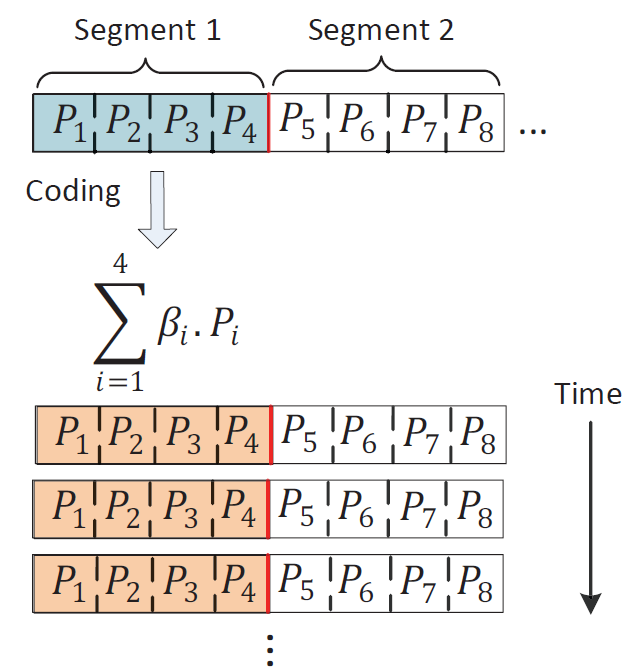 Segment 1 Segment 2
P1 P2 P3 P4 P5 P6 P7 P8 ...
Coding
4
∑ βi . Pi
i=1
Time
P1 P2 P3 P4 P5 P6 P7 P8
P1 P2 P3 P4 P5 P6 P7 P8
P1 P2 P3 P4 P5 P6 P7 P8
⋮